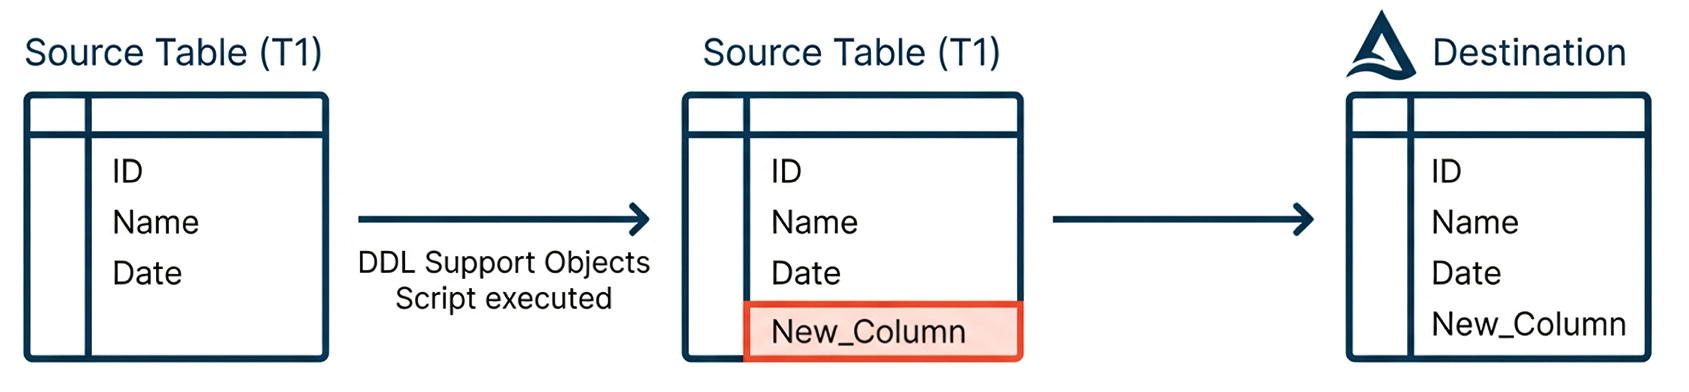 Source Table (T1)
ID
Name
Date
DDL Support Objects
Script executed
Source Table (T1)
ID
Name
Date
New_Column
Destination
ID
Name
Date
New_Column